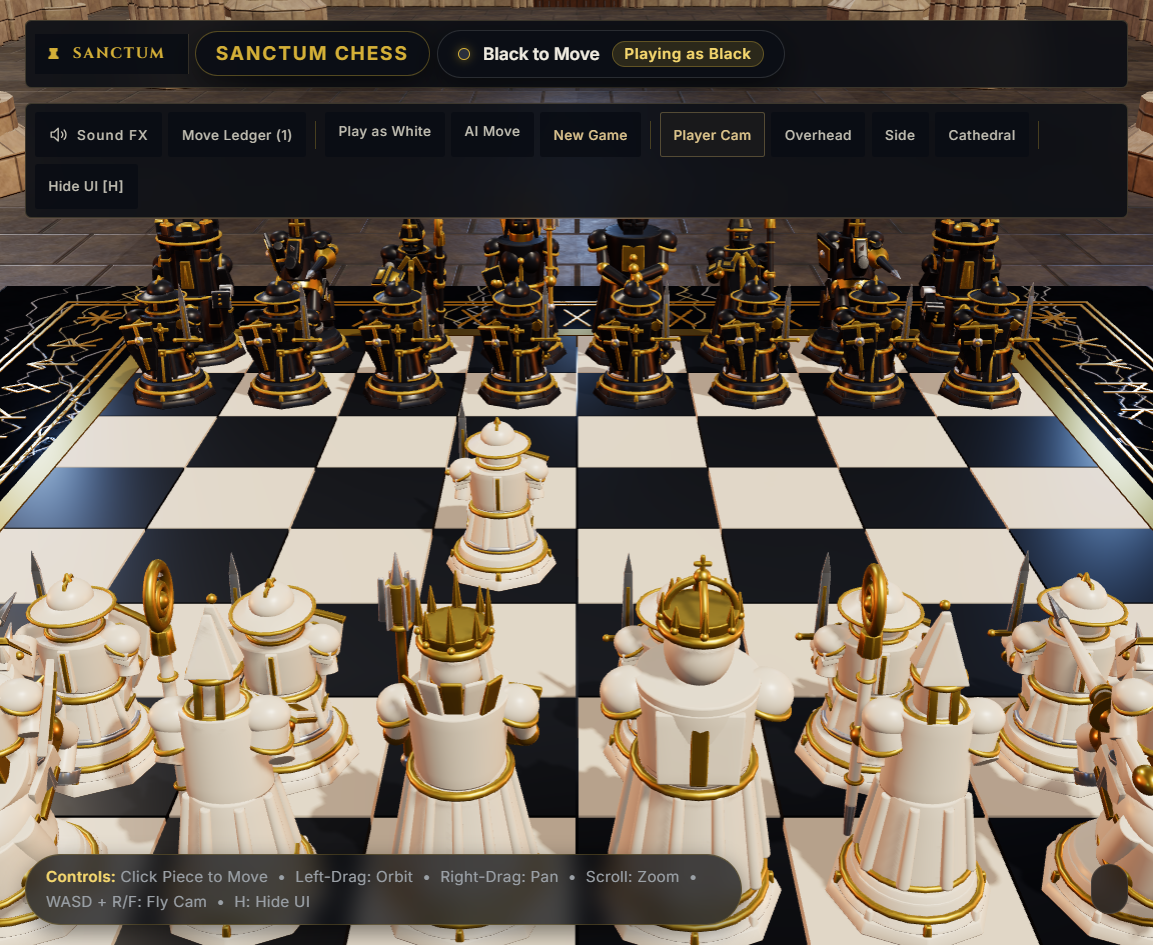 SANCTUM
SANCTUM CHESS
Black to Move
Playing as Black
Sound FX
Move Ledger (1)
Play as White
AI Move
New Game
Player Cam
Overhead
Side
Cathedral
Hide UI [H]
Controls: Click Piece to Move • Left-Drag: Orbit • Right-Drag: Pan • Scroll: Zoom •
WASD + R/F: Fly Cam • H: Hide UI